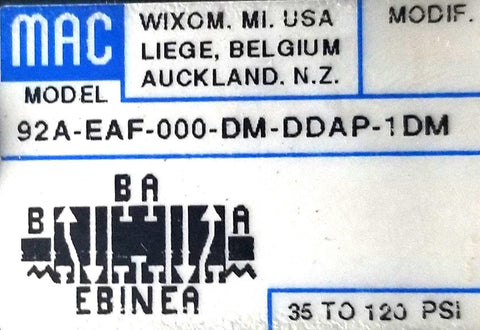 MAC
WIXOM. MI. USA
LIEGE, BELGIUM
AUCKLAND. N.Z.
MODIF.
MODEL
92A-EAF-000-DM-DDAP-1DM
B A
B A
EB!NEA
35 TO 120 PSI